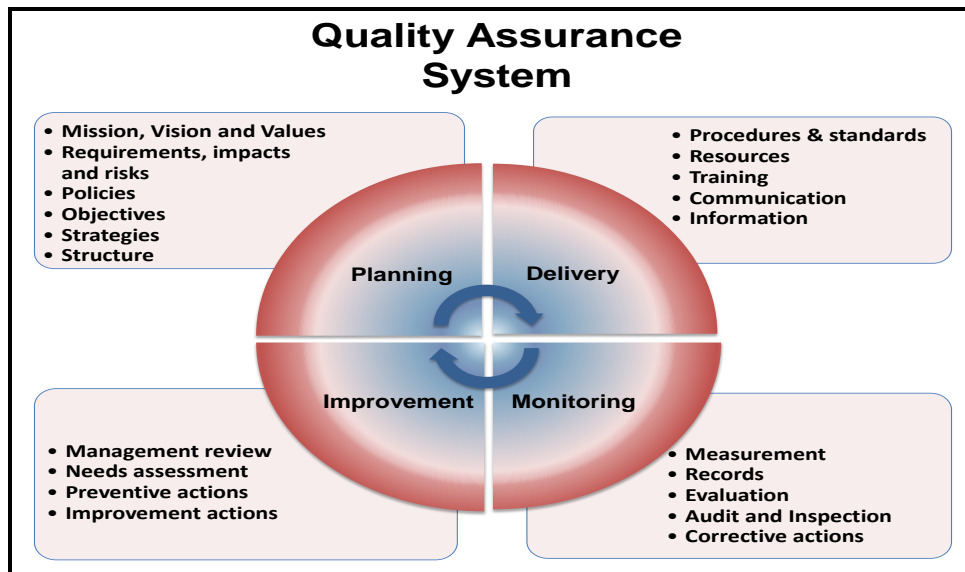 Quality Assurance
System
• Mission, Vision and Values
• Requirements, impacts
and risks
• Policies
• Objectives
• Strategies
• Structure
• Procedures & standards
• Resources
• Training
• Communication
• Information
Planning
Delivery
Improvement
Monitoring
• Management review
• Needs assessment
• Preventive actions
• Improvement actions
• Measurement
• Records
• Evaluation
• Audit and Inspection
• Corrective actions